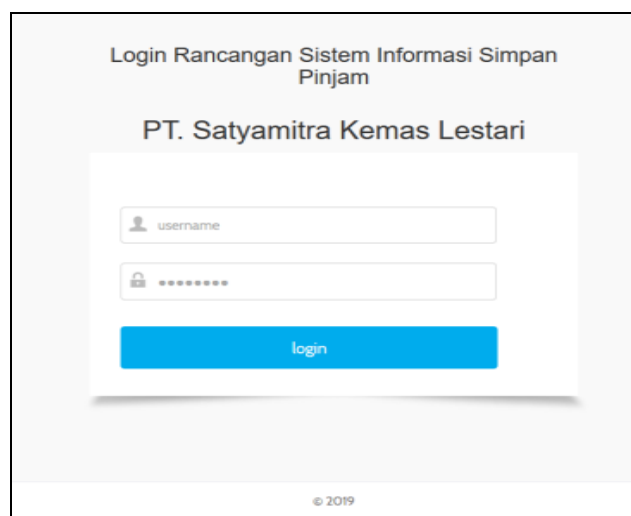 Login Rancangan Sistem Informasi Simpan
Pinjam
PT. Satyamitra Kemas Lestari
username
••••••••
login
© 2019